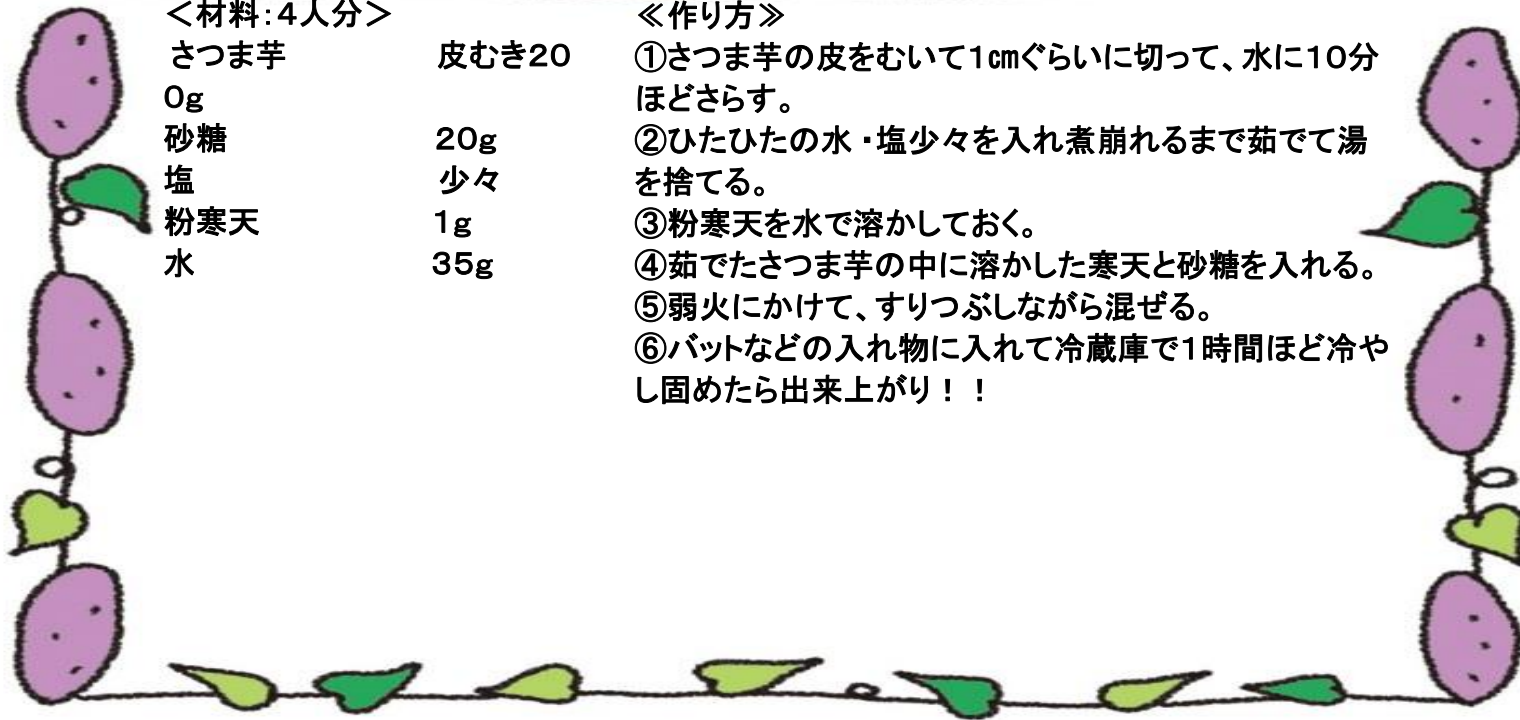 ＜材料：４人分＞
さつま芋　皮むき２０
０ｇ
砂糖　２０ｇ
塩　少々
粉寒天　１ｇ
水　３５ｇ
≪作り方≫
①さつま芋の皮をむいて１㎝ぐらいに切って、水に１０分
ほどさらす。
②ひたひたの水・塩少々を入れ煮崩れるまで茹でて湯
を捨てる。
③粉寒天を水で溶かしておく。
④茹でたさつま芋の中に溶かした寒天と砂糖を入れる。
⑤弱火にかけて、すりつぶしながら混ぜる。
⑥バットなどの入れ物に入れて冷蔵庫で１時間ほど冷や
し固めたら出来上がり！！